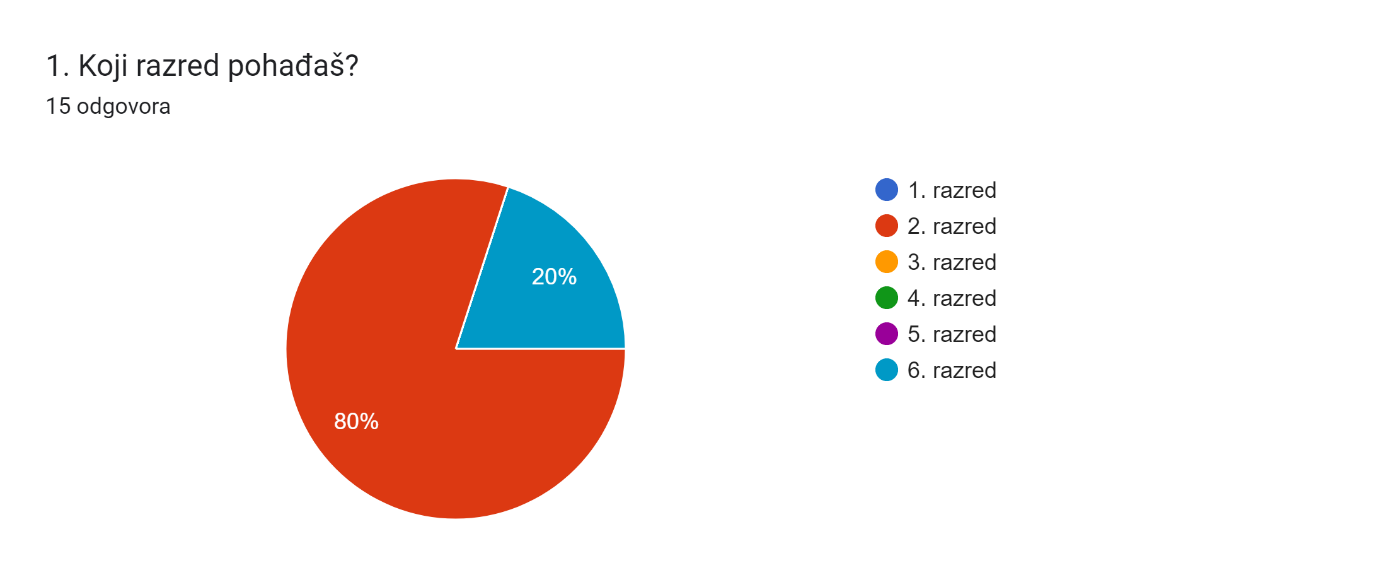 1. Koji razred pohađaš?
15 odgovora
20%
80%
1. razred
2. razred
3. razred
4. razred
5. razred
6. razred